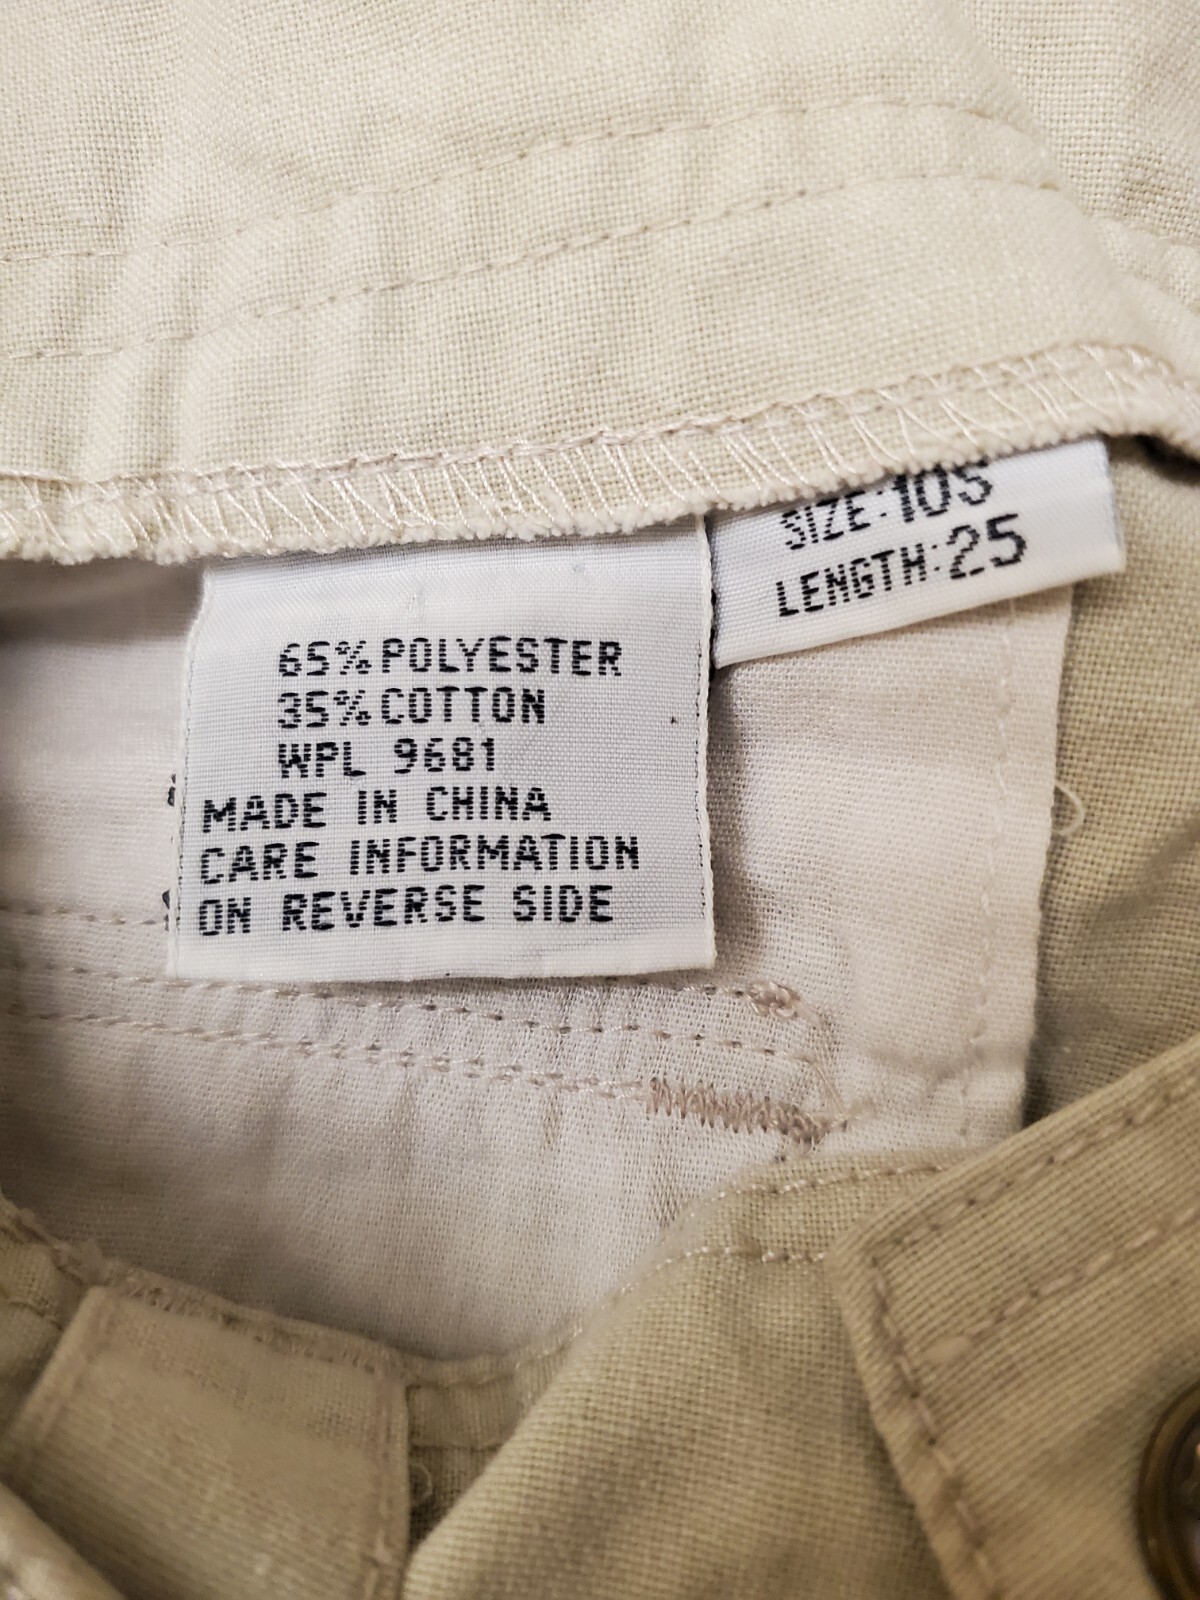 SIZE:10S
LENGTH:25
65% POLYESTER
35% COTTON
WPL 9681
MADE IN CHINA
CARE INFORMATION
ON REVERSE SIDE